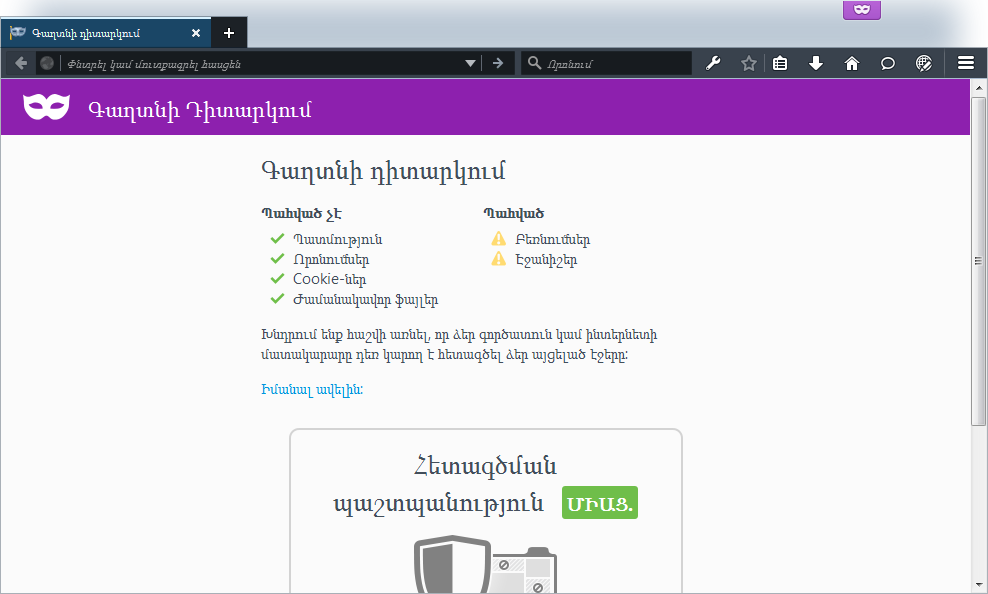 Գաղտնի դիտարկում
Փնտրել կամ մուտքագրել հասցեն
Որոնում
Գաղտնի Դիտարկում
Գաղտնի դիտարկում
Պահված չէ
Պահված
Պատմություն
Բեռնումներ
Որոնումներ
Էջանիշեր
Cookie-ներ
Ժամանակավոր ֆայլեր
Խնդրում ենք հաշվի առնել, որ ձեր գործատուն կամ ինտերնետի
մատակարարը դեռ կարող է հետագծել ձեր այցելած էջերը:
Իմանալ ավելին:
Հետագծման
պաշտպանություն ՄԻԱՑ.